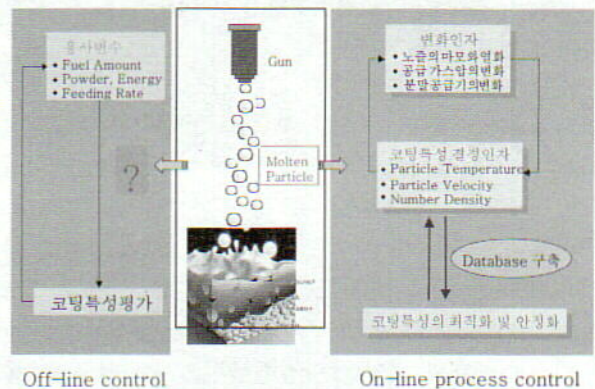 용사변수
• Fuel Amount
• Powder, Energy
• Feeding Rate
?
코팅특성평가
Off-line control
Gun
Molten
Particle
변화인자
• 노즐의마모화열화
• 공급 가스압의변화
• 분말공급기의변화
코팅특성 결정인자
• Particle Temperature
• Particle Velocity
• Number Density
Database 구축
코팅특성의 최적화 및 안정화
On-line process control